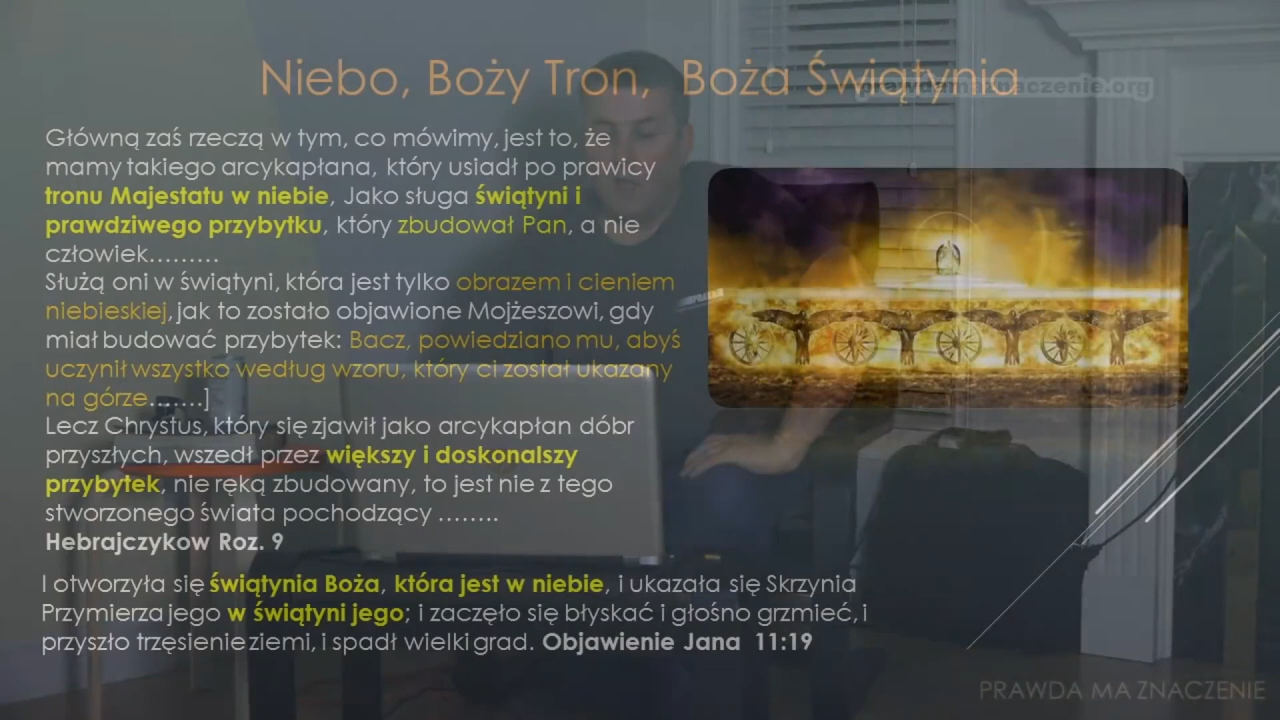 Niebo, Boży Tron, Boża Świątynia
prawdamaznaczenie.org
Główną zaś rzeczą w tym, co mówimy, jest to, że
mamy takiego arcykapłana, który usiadł po prawicy
tronu Majestatu w niebie, Jako sługa świątyni i
prawdziwego przybytku, który zbudował Pan, a nie
człowiek.........
Służą oni w świątyni, która jest tylko obrazem i cieniem
niebieskiej, jak to zostało objawione Mojżeszowi, gdy
miał budować przybytek: Bacz, powiedziano mu, abyś
uczynił wszystko według wzoru, który ci został ukazany
na górze.......]
Lecz Chrystus, który się zjawił jako arcykapłan dóbr
przyszłych, wszedł przez większy i doskonalszy
przybytek, nie ręką zbudowany, to jest nie z tego
stworzonego świata pochodzący ........
Hebrajczykow Roz. 9
I otworzyła się świątynia Boża, która jest w niebie, i ukazała się Skrzynia
Przymierza jego w świątyni jego; i zaczęło się błyskać i głośno grzmieć, i
przyszło trzęsienie ziemi, i spadł wielki grad. Objawienie Jana 11:19
PRAWDA MA ZNACZENIE